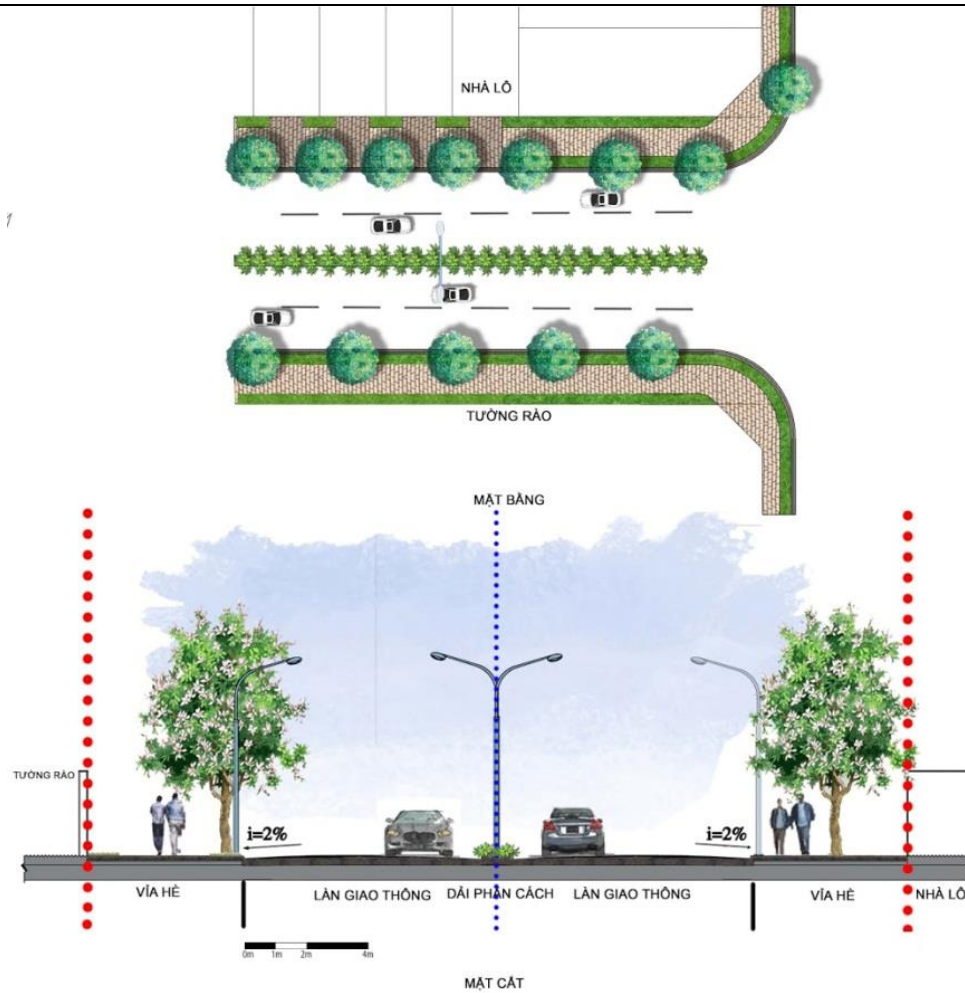 NHÀ LÔ
TƯỜNG RÀO
MẶT BẰNG
TƯỜNG RÀO
i=2%
i=2%
VỈA HÈ
LÀN GIAO THÔNG
DẢI PHÂN CÁCH
LÀN GIAO THÔNG
VỈA HÈ
NHÀ LÔ
0m 1m 2m 4m
MẶT CẮT